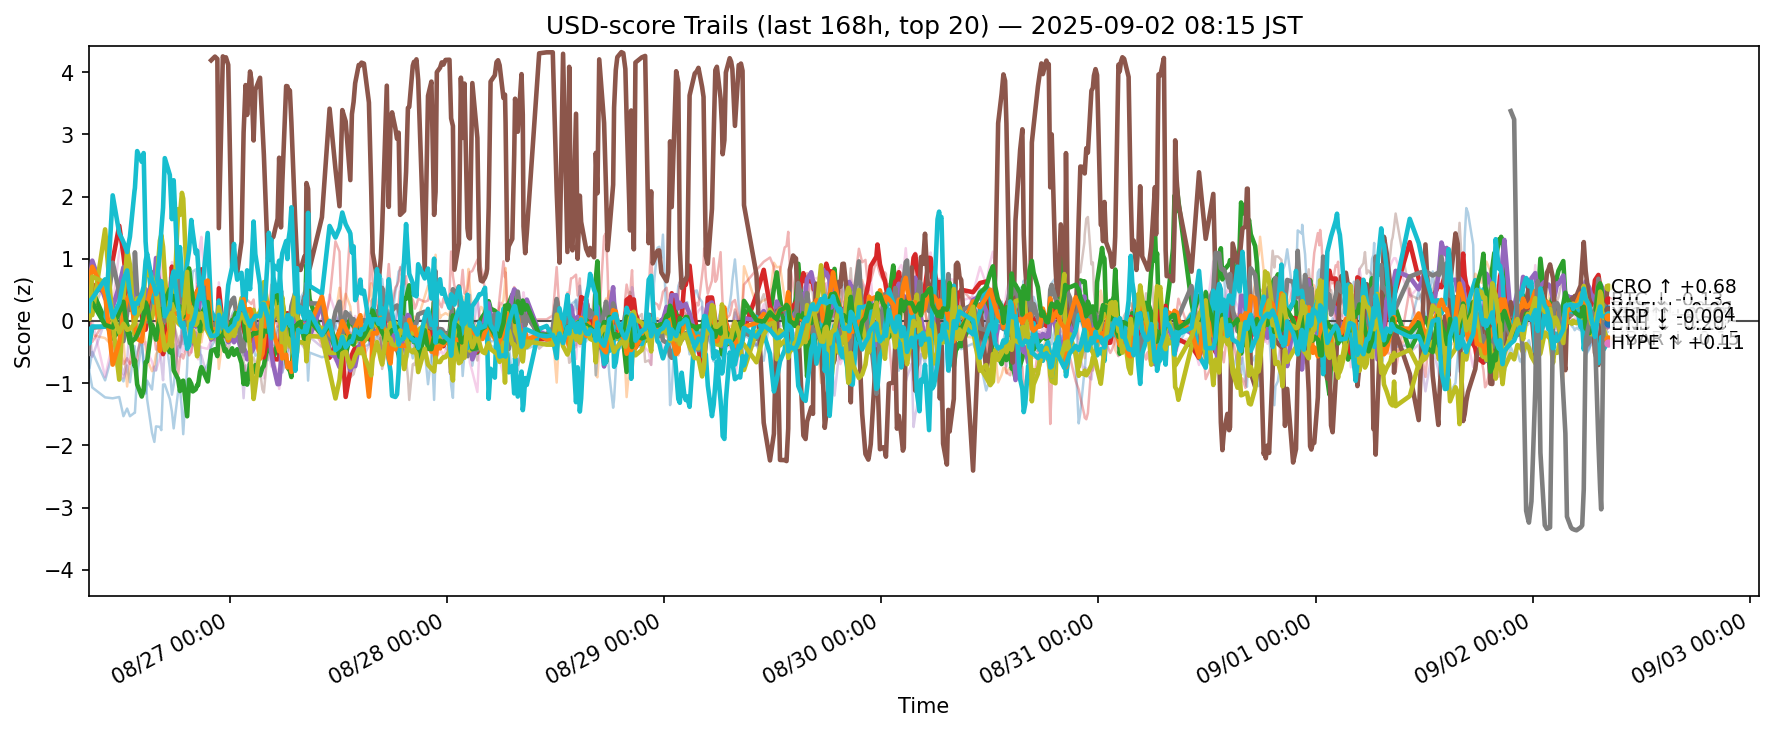 USD-score Trails (last 168h, top 20) — 2025-09-02 08:15 JST
Score (z)
4
3
2
1
0
−1
−2
−3
−4
CRO ↑ +0.68
XRP ↓ -0.004
HYPE ↑ +0.11
08/27 00:00
08/28 00:00
08/29 00:00
08/30 00:00
08/31 00:00
09/01 00:00
09/02 00:00
09/03 00:00
Time